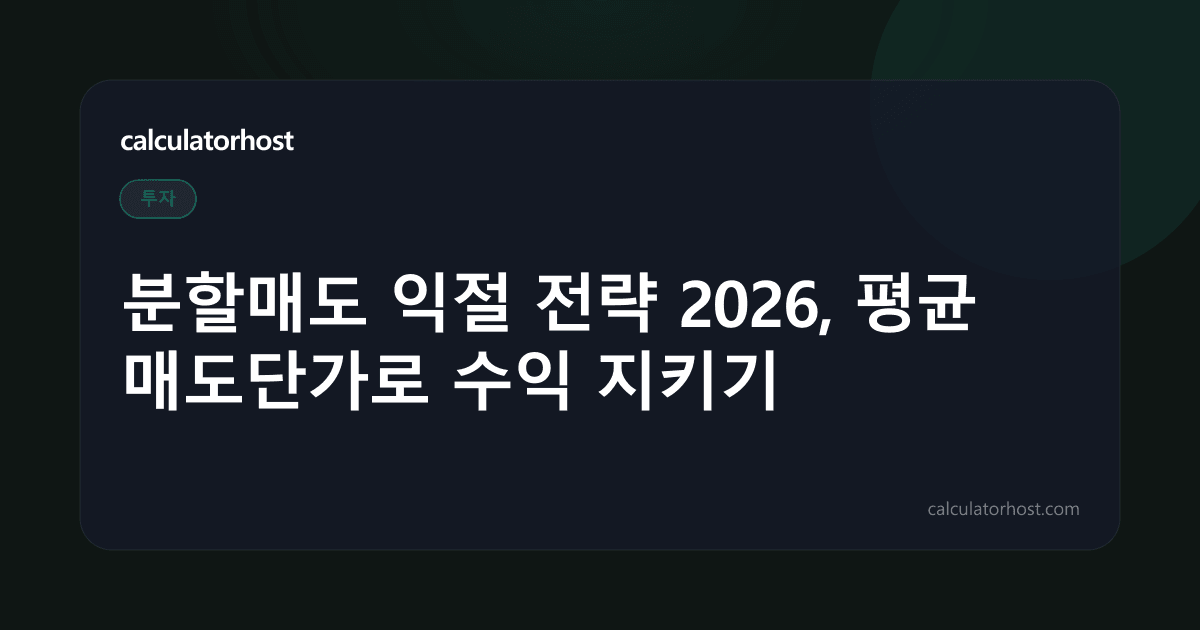 calculatorhost
투자
분할매도 익절 전략 2026, 평균
매도단가로 수익 지키기
calculatorhost.com